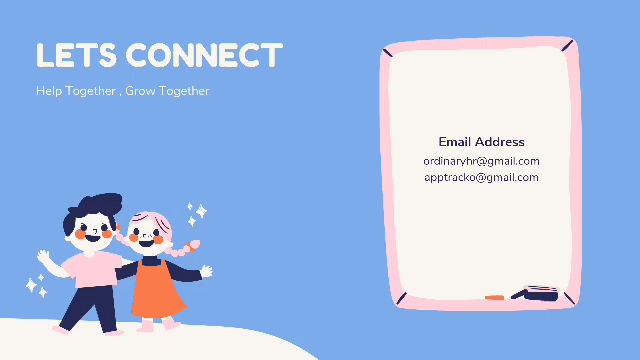 LETS CONNECT
Help Together , Grow Together
Email Address
ordinaryhr@gmail.com
apptracko@gmail.com